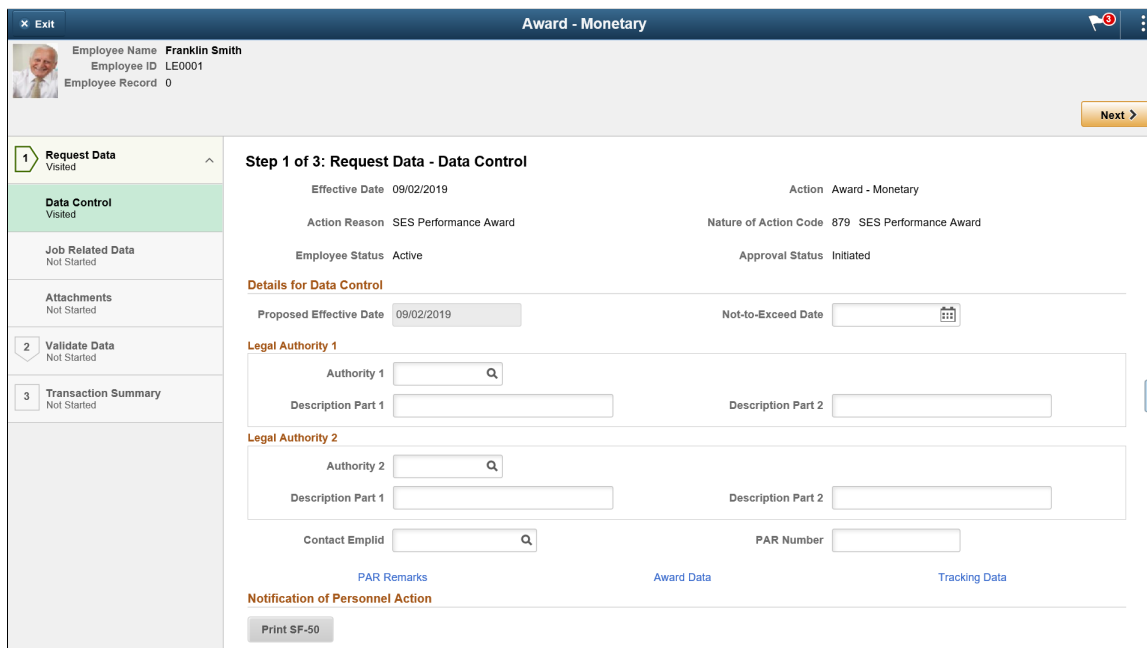 × Exit
Award - Monetary
3
Employee Name Franklin Smith
Employee ID LE0001
Employee Record 0
Next >
1 Request Data
Visited
Data Control
Visited
Job Related Data
Not Started
Attachments
Not Started
2 Validate Data
Not Started
3 Transaction Summary
Not Started
Step 1 of 3: Request Data - Data Control
Effective Date 09/02/2019 Action Award - Monetary
Action Reason SES Performance Award Nature of Action Code 879 SES Performance Award
Employee Status Active Approval Status Initiated
Details for Data Control
Proposed Effective Date 09/02/2019 Not-to-Exceed Date
Legal Authority 1
Authority 1
Description Part 1 Description Part 2
Legal Authority 2
Authority 2
Description Part 1 Description Part 2
Contact Emplid PAR Number
PAR Remarks Award Data Tracking Data
Notification of Personnel Action
Print SF-50